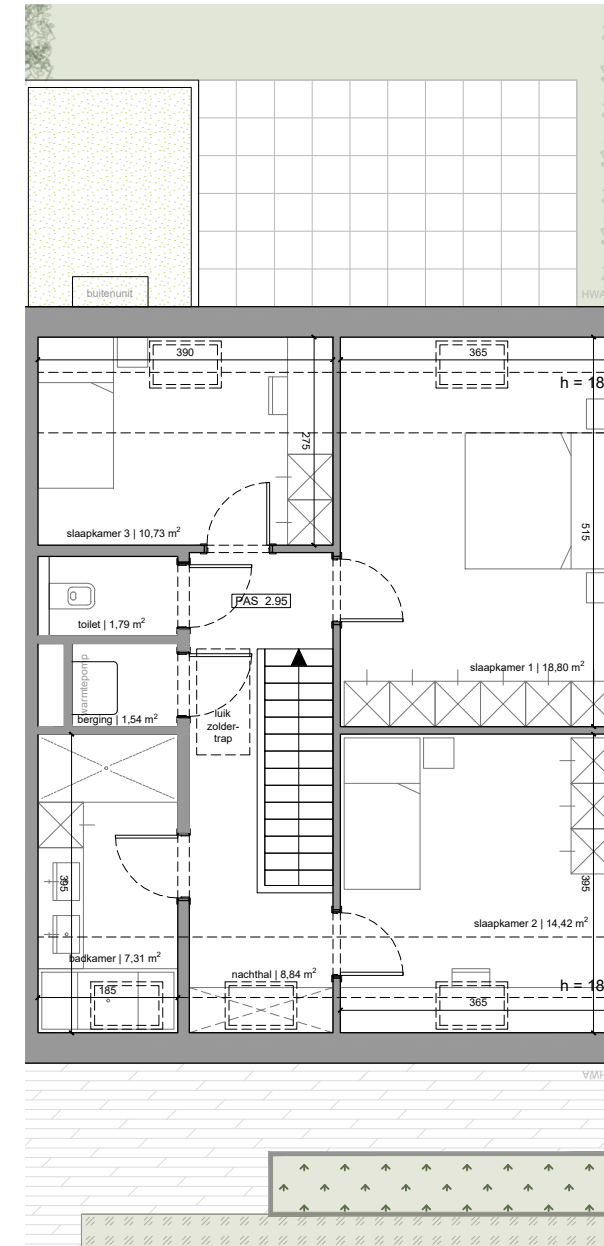 buitenunit
HWA
390
365
h = 18
275
515
slaapkamer 3 | 10,73 m²
PAS 2.95
toilet | 1,79 m²
slaapkamer 1 | 18,80 m²
warmtepomp
berging | 1,54 m²
luik
zolder-
trap
395
395
slaapkamer 2 | 14,42 m²
badkamer | 7,31 m²
nachthal | 8,84 m²
185
365
h = 18
HWA